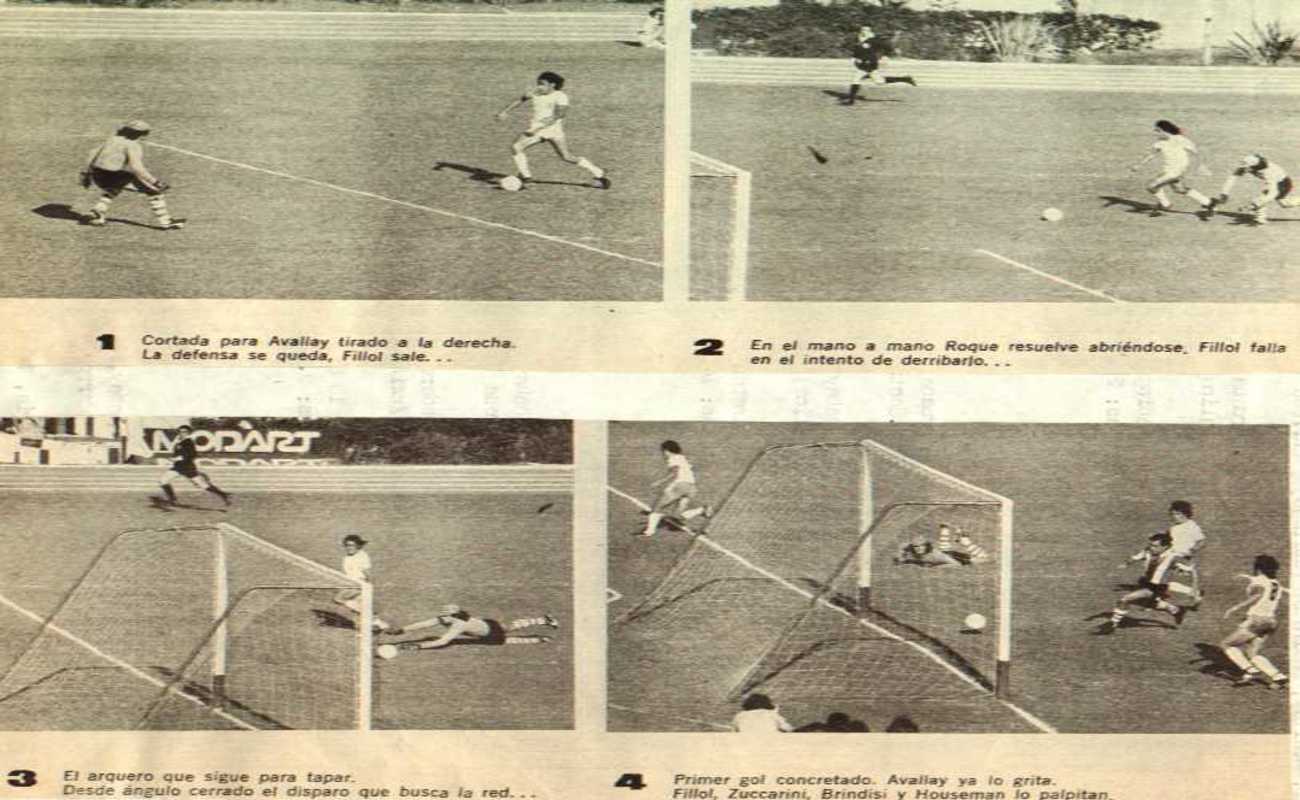 1 Cortada para Avallay tirado a la derecha.
La defensa se queda, Fillol sale...
2 En el mano a mano Roque resuelve abriéndose. Fillol falla
en el intento de derribarlo...
MODART
MODART
3 El arquero que sigue para tapar.
Desde ángulo cerrado el disparo que busca la red...
4 Primer gol concretado. Avallay ya lo grita.
Fillol, Zuccarini, Brindisi y Houseman lo palpitan.